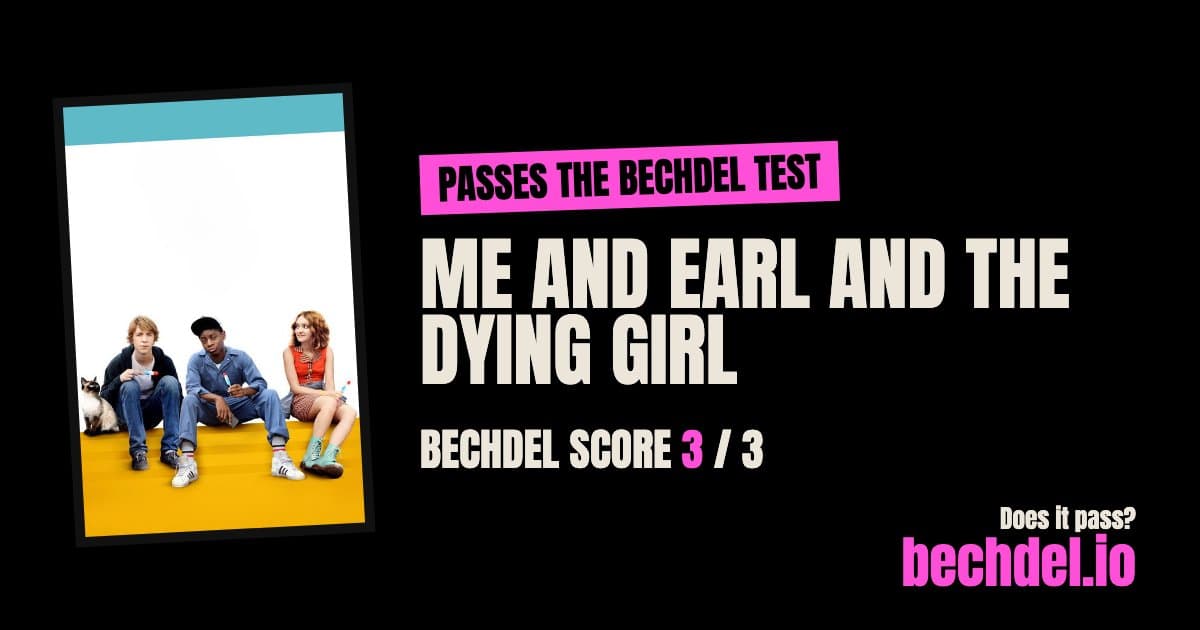 PASSES THE BECHDEL TEST
ME AND EARL AND THE
DYING GIRL
BECHDEL SCORE 3 / 3
Does it pass?
bechdel.io